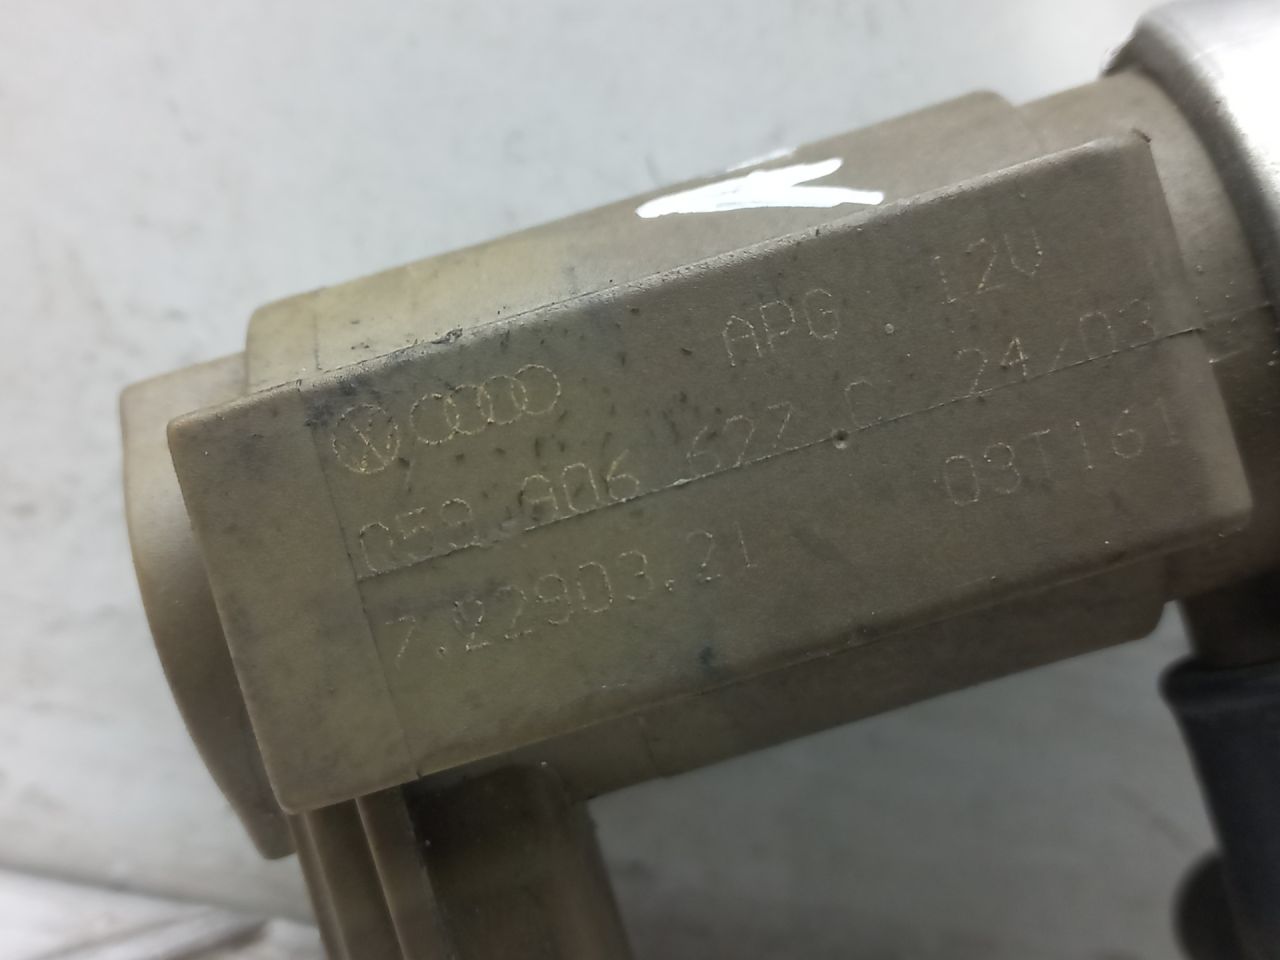 APG . 12V
059 906 627 C 24/03
7.22903.21 03T161